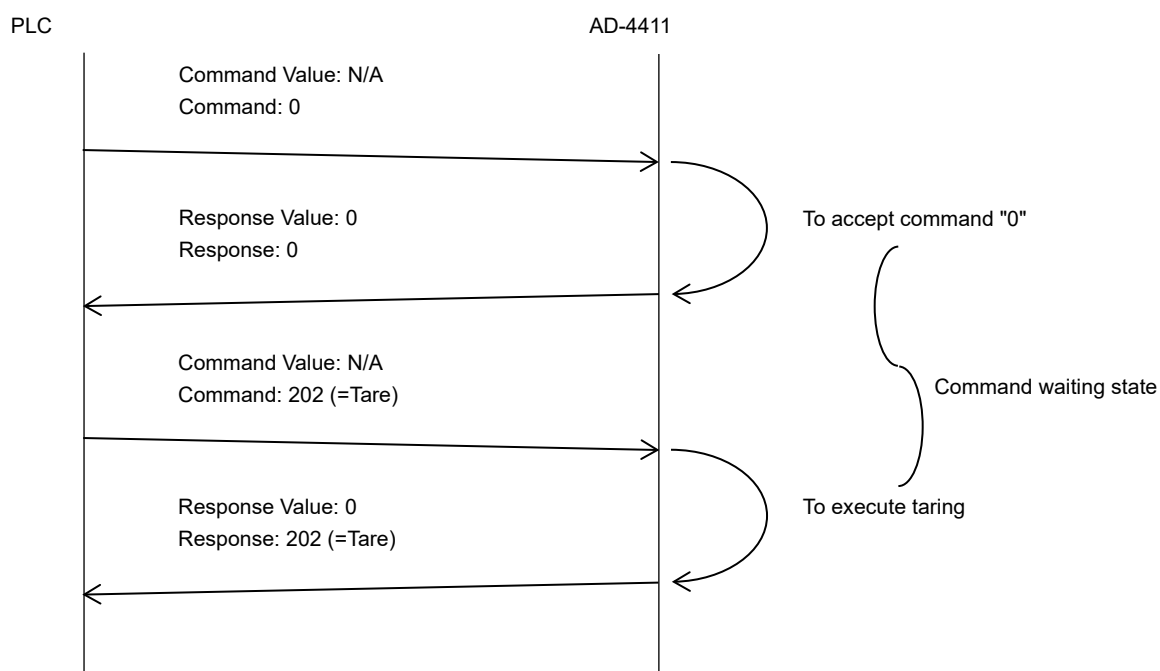 PLC
AD-4411
Command Value: N/A
Command: 0
Response Value: 0
Response: 0
To accept command "0"
Command Value: N/A
Command: 202 (=Tare)
Command waiting state
Response Value: 0
Response: 202 (=Tare)
To execute taring